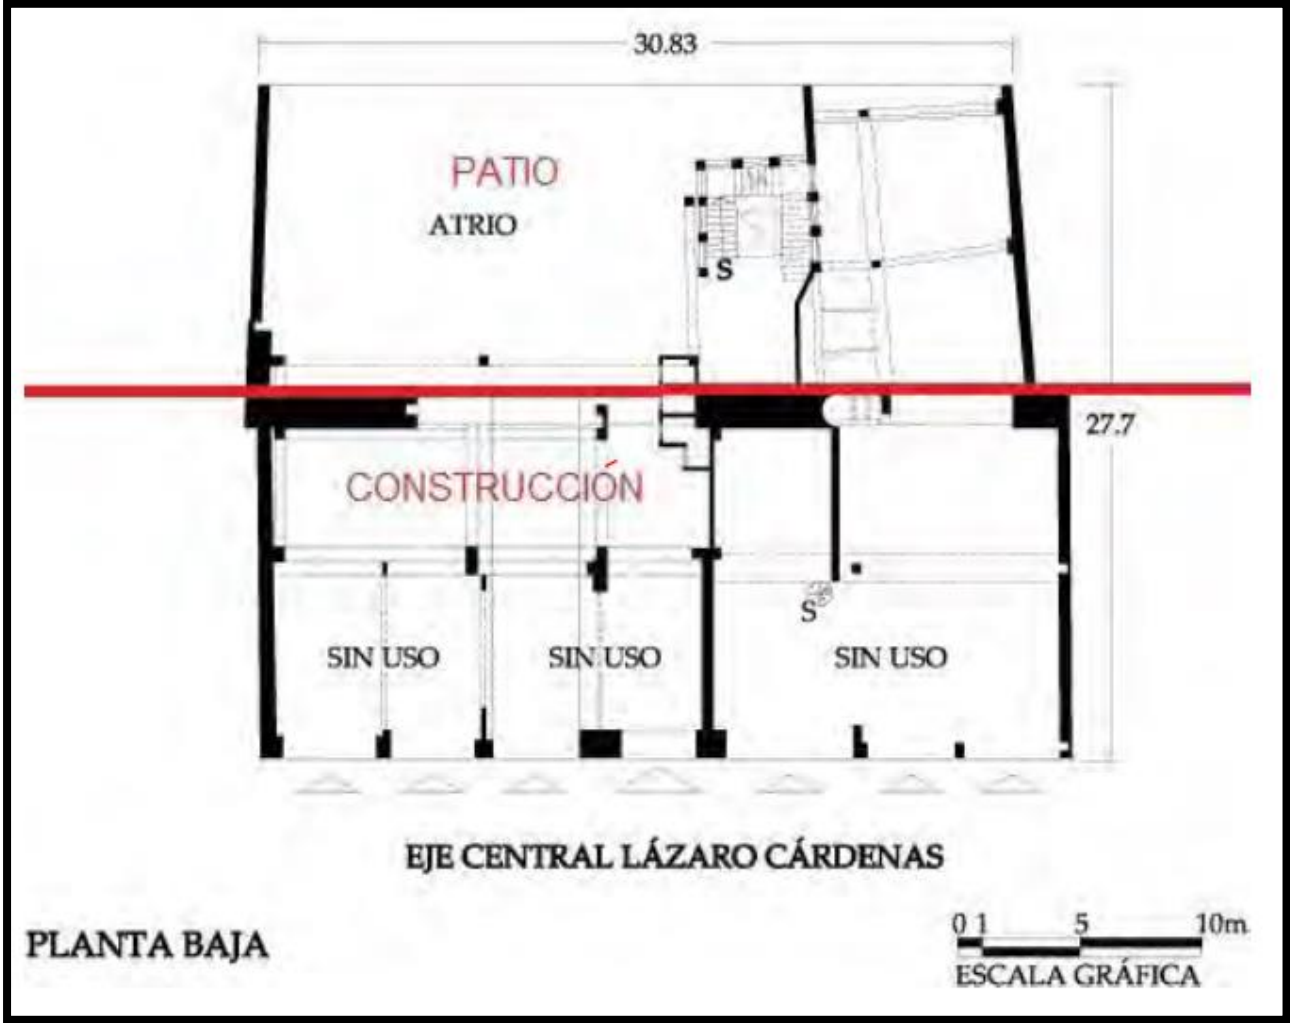 30.83
PATIO
ATRIO
S
27.7
CONSTRUCCIÓN
S
SIN USO
SIN USO
SIN USO
EJE CENTRAL LÁZARO CÁRDENAS
0 1 5 10m
PLANTA BAJA
ESCALA GRÁFICA